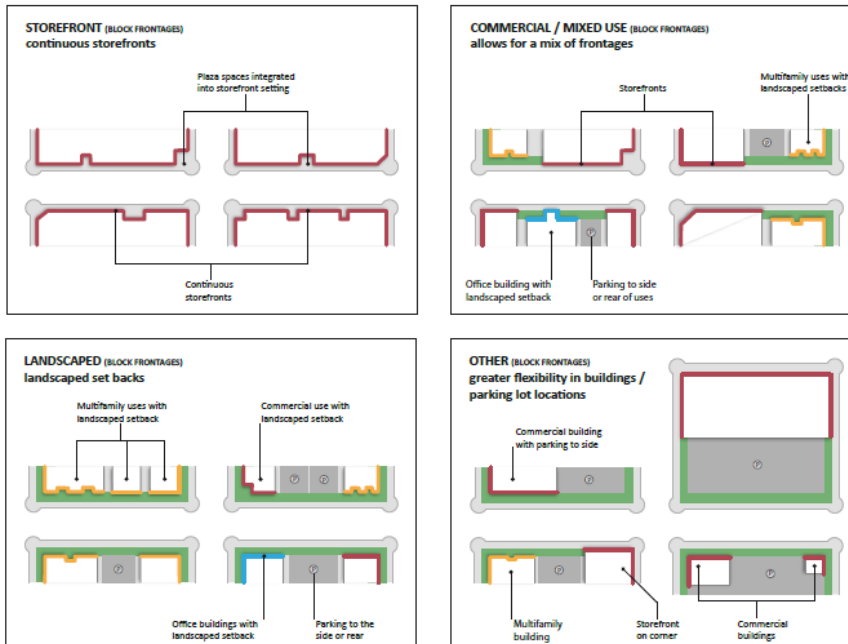 STOREFRONT (BLOCK FRONTAGES)
continuous storefronts
Plaza spaces integrated
into storefront setting
Continuous
storefronts
COMMERCIAL / MIXED USE (BLOCK FRONTAGES)
allows for a mix of frontages
Storefronts
Multifamily uses with
landscaped setbacks
P
P
Office building with
landscaped setback
Parking to side
or rear of uses
LANDSCAPED (BLOCK FRONTAGES)
landscaped set backs
Multifamily uses with
landscaped setback
Commercial use with
landscaped setback
P
P
P
P
Office buildings with
landscaped setback
Parking to the
side or rear
OTHER (BLOCK FRONTAGES)
greater flexibility in buildings /
parking lot locations
Commercial building
with parking to side
P
P
P
P
Multifamily
building
Storefront
on corner
Commercial
buildings